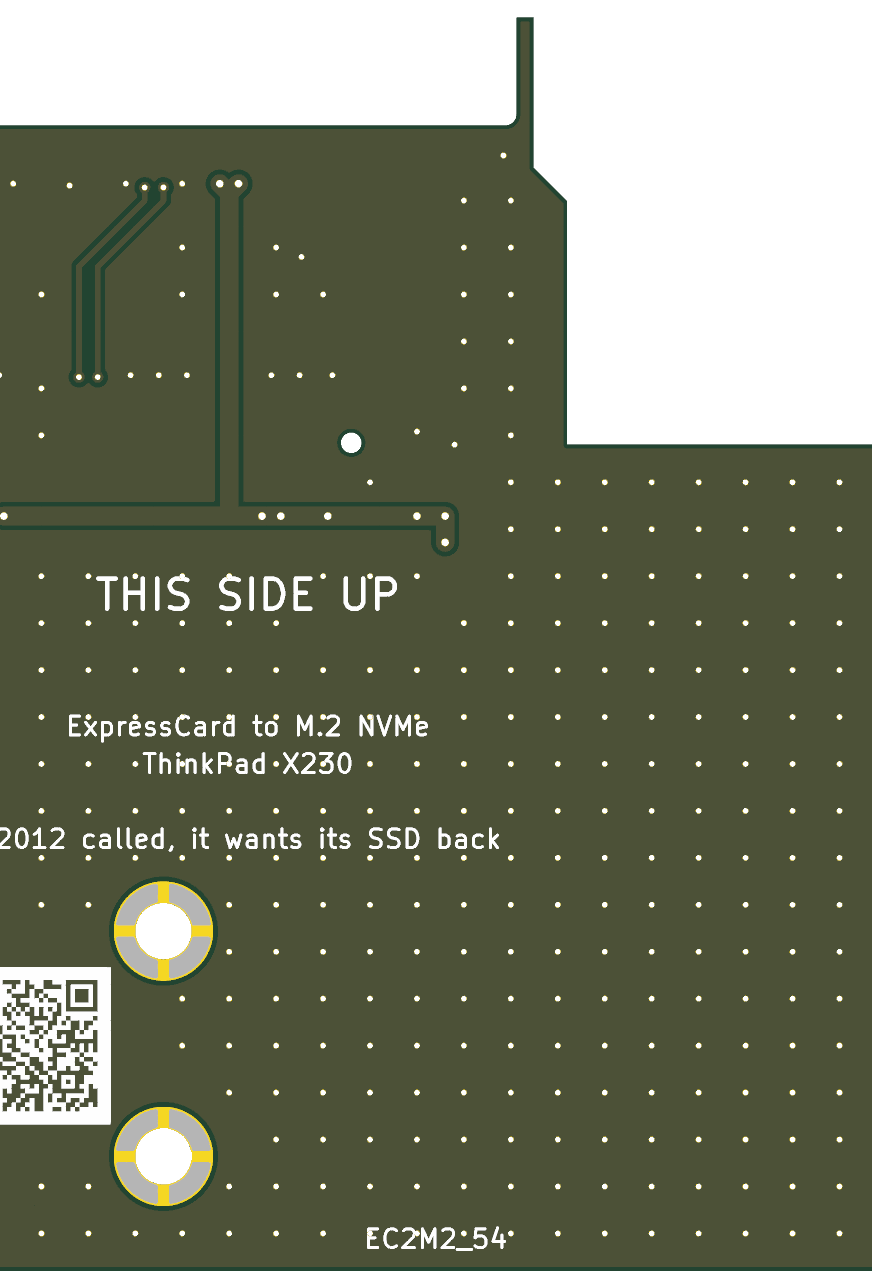 THIS SIDE UP
ExpressCard to M.2 NVMe
ThinkPad X230
2012 called, it wants its SSD back
EC2M2_54